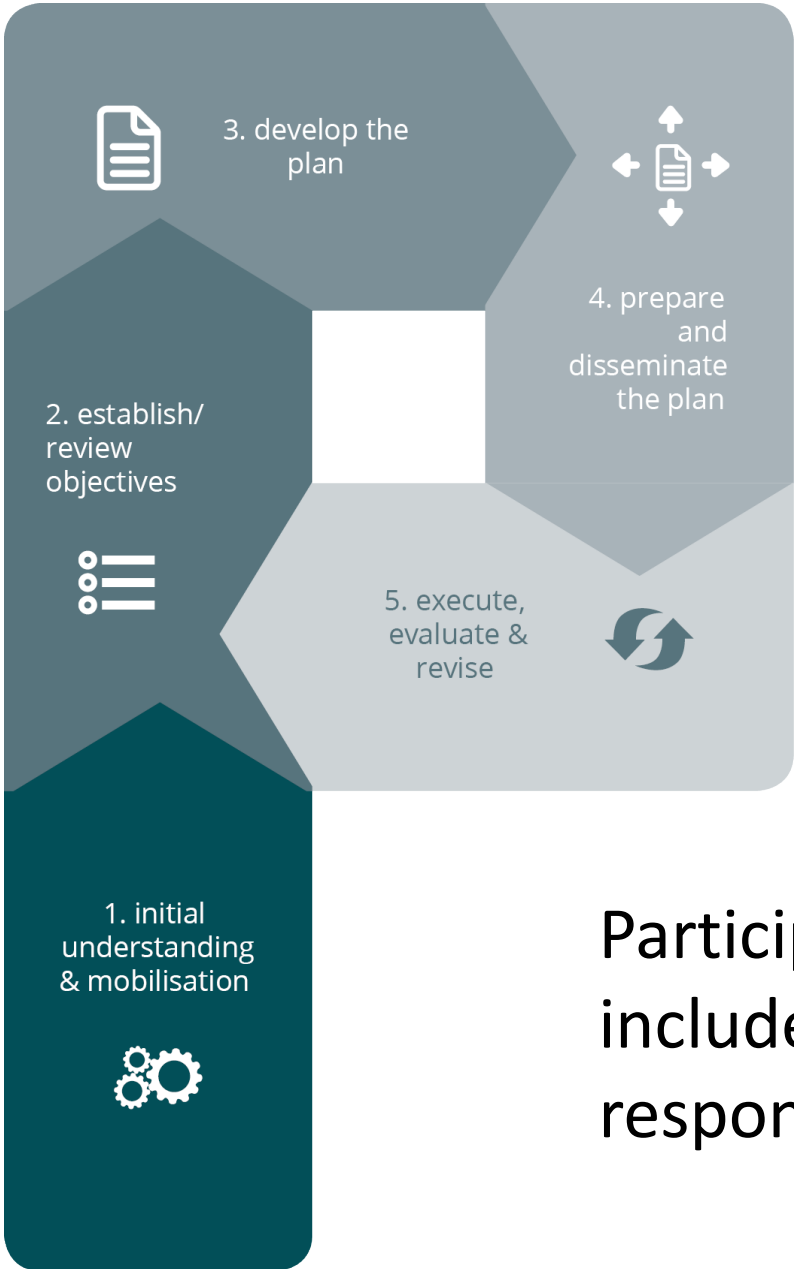 3. develop the
plan
4. prepare
and
disseminate
the plan
2. establish/
review
objectives
5. execute,
evaluate &
revise
1. initial
understanding
& mobilisation